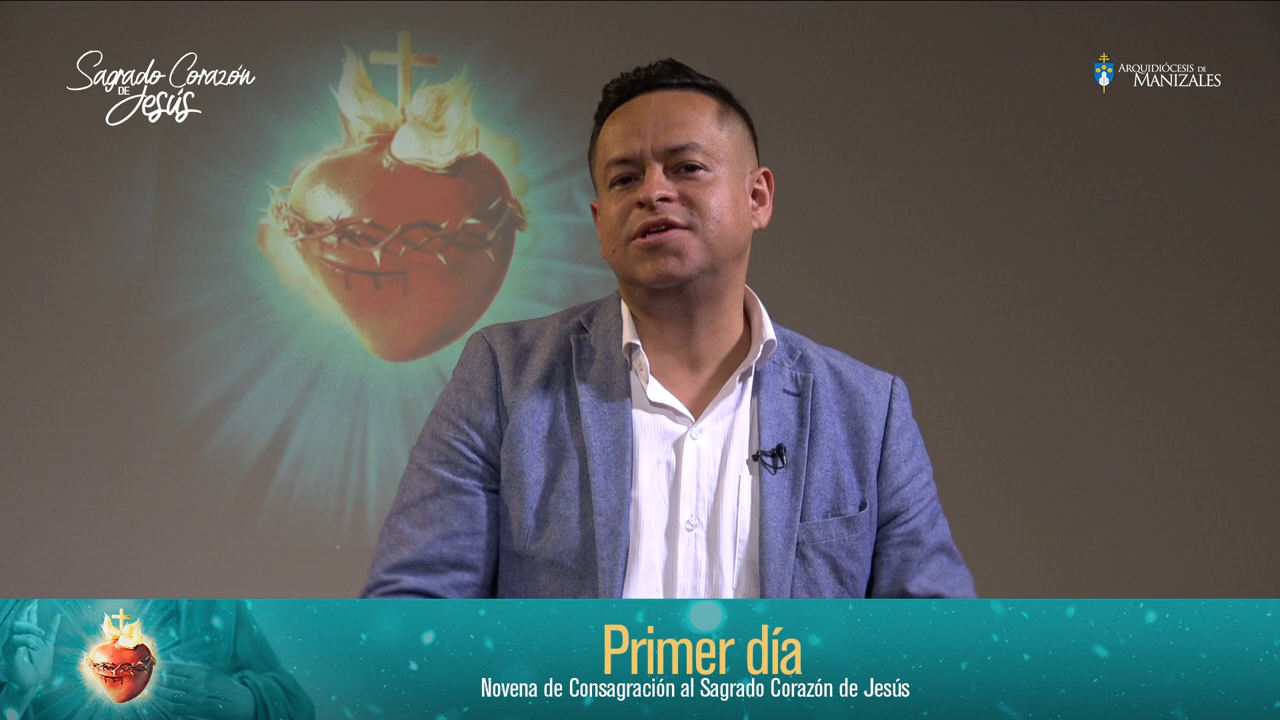 Sagrado Corazón
DE
Jesús
ARQUIDIÓCESIS DE
MANIZALES
Primer día
Novena de Consagración al Sagrado Corazón de Jesús